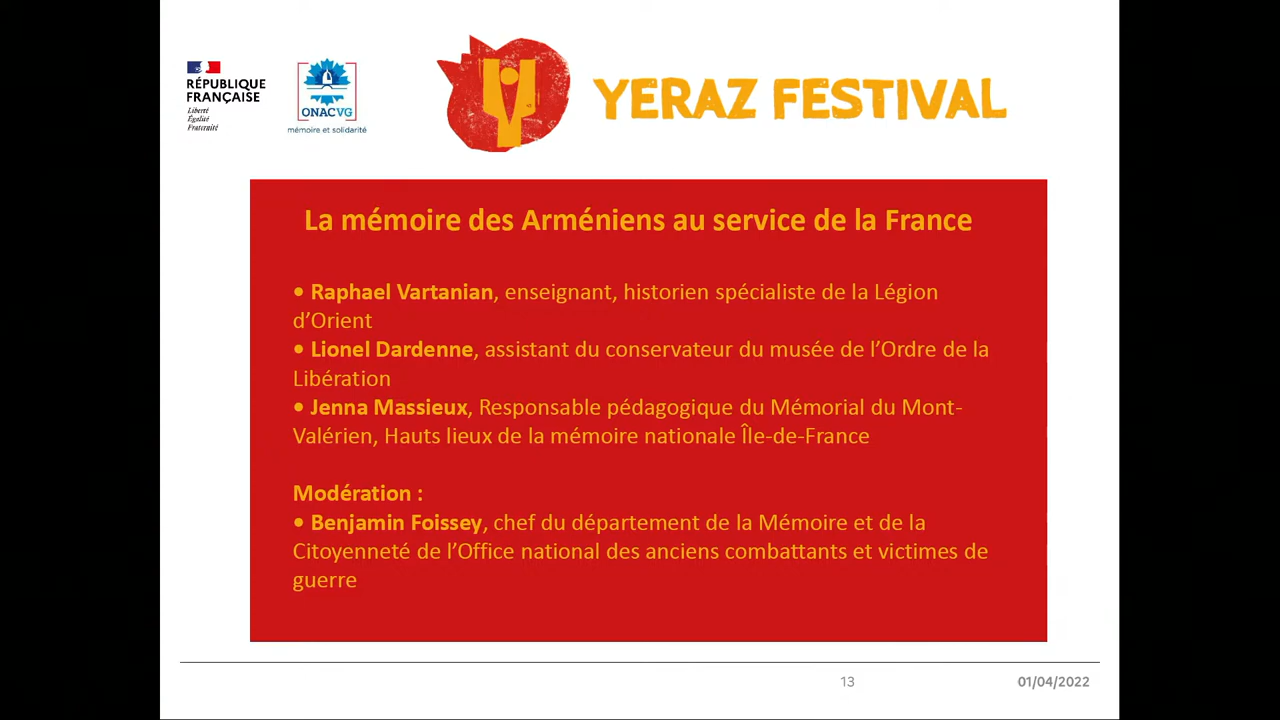 RÉPUBLIQUE
FRANÇAISE
Liberté
Égalité
Fraternité
ONACVG
mémoire et solidarité
YERAZ FESTIVAL
La mémoire des Arméniens au service de la France
• Raphael Vartanian, enseignant, historien spécialiste de la Légion
d’Orient
• Lionel Dardenne, assistant du conservateur du musée de l’Ordre de la
Libération
• Jenna Massieux, Responsable pédagogique du Mémorial du Mont-
Valérien, Hauts lieux de la mémoire nationale Île-de-France
Modération :
• Benjamin Foissey, chef du département de la Mémoire et de la
Citoyenneté de l’Office national des anciens combattants et victimes de
guerre
13
01/04/2022